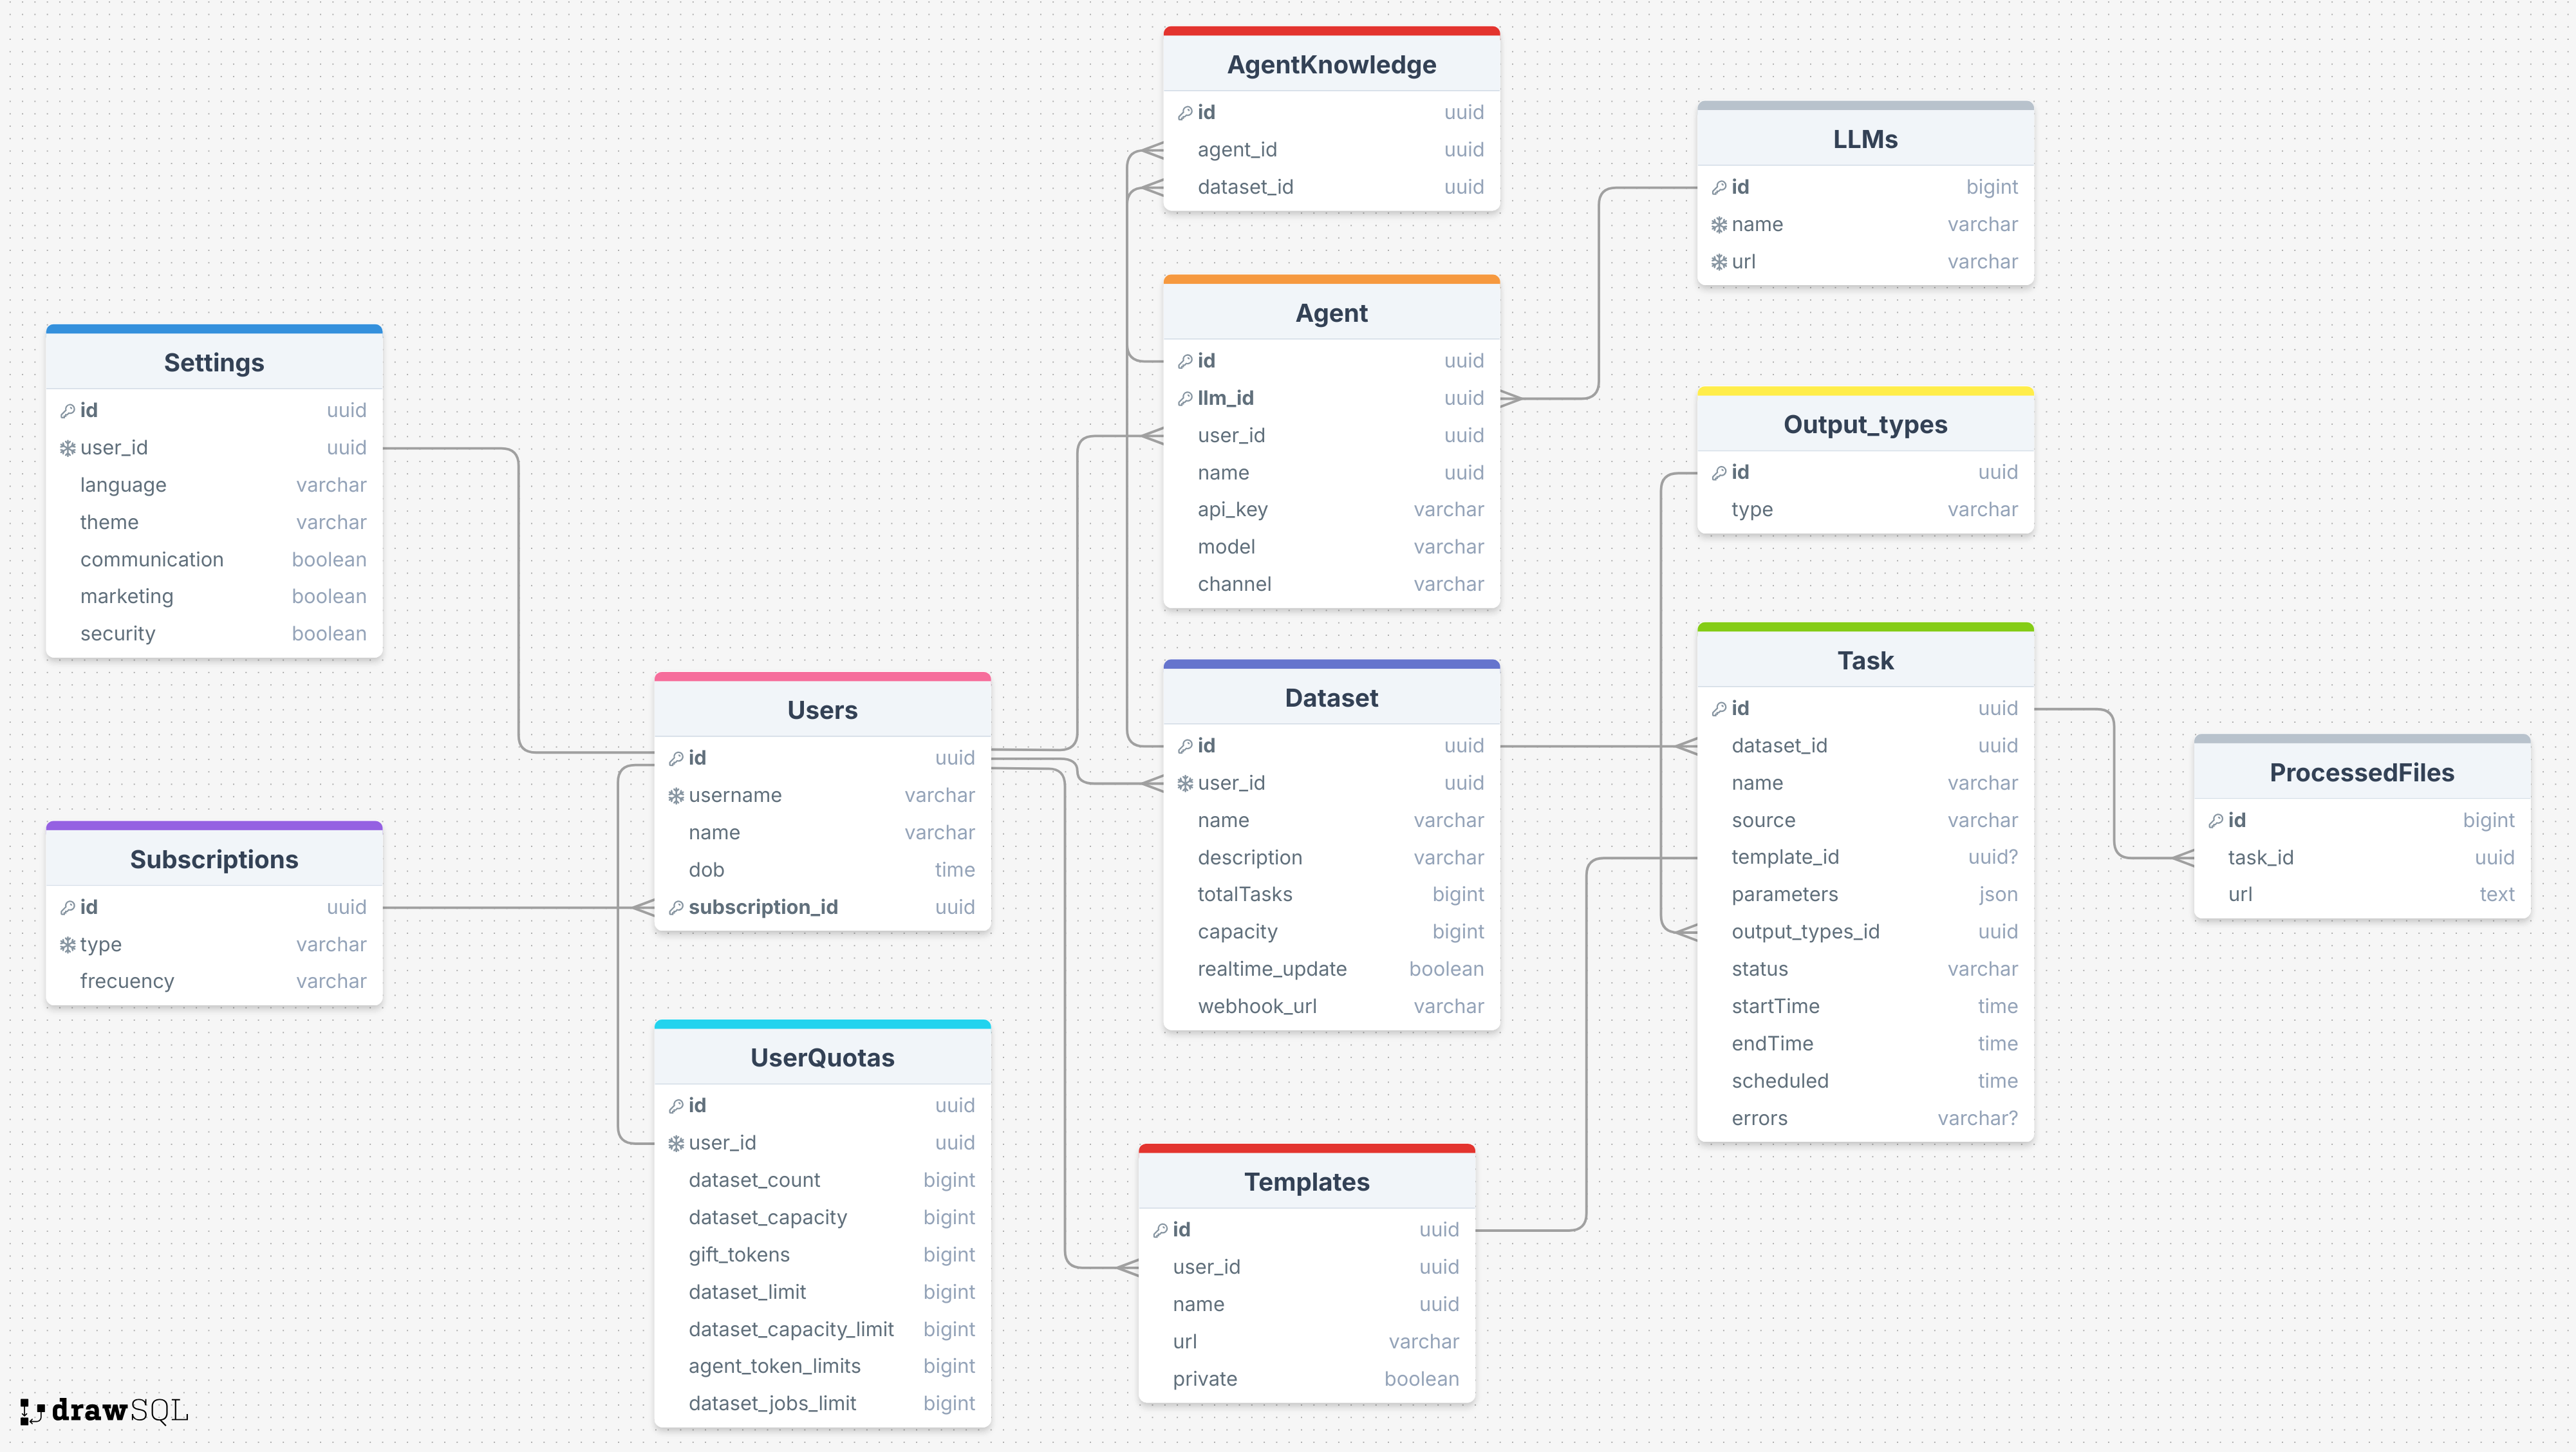 AgentKnowledge
id uuid
agent_id uuid
dataset_id uuid
LLMs
id bigint
name varchar
url varchar
Agent
id uuid
llm_id uuid
user_id uuid
name uuid
api_key varchar
model varchar
channel varchar
Settings
id uuid
user_id uuid
language varchar
theme varchar
communication boolean
marketing boolean
security boolean
Output_types
id uuid
type varchar
Users
id uuid
username varchar
name varchar
dob time
subscription_id uuid
Dataset
id uuid
user_id uuid
name varchar
description varchar
totalTasks bigint
capacity bigint
realtime_update boolean
webhook_url varchar
Task
id uuid
dataset_id uuid
name varchar
source varchar
template_id uuid?
parameters json
output_types_id uuid
status varchar
startTime time
endTime time
scheduled time
errors varchar?
ProcessedFiles
id bigint
task_id uuid
url text
Subscriptions
id uuid
type varchar
frecuency varchar
UserQuotas
id uuid
user_id uuid
dataset_count bigint
dataset_capacity bigint
gift_tokens bigint
dataset_limit bigint
dataset_capacity_limit bigint
agent_token_limits bigint
dataset_jobs_limit bigint
Templates
id uuid
user_id uuid
name uuid
url varchar
private boolean
drawSQL